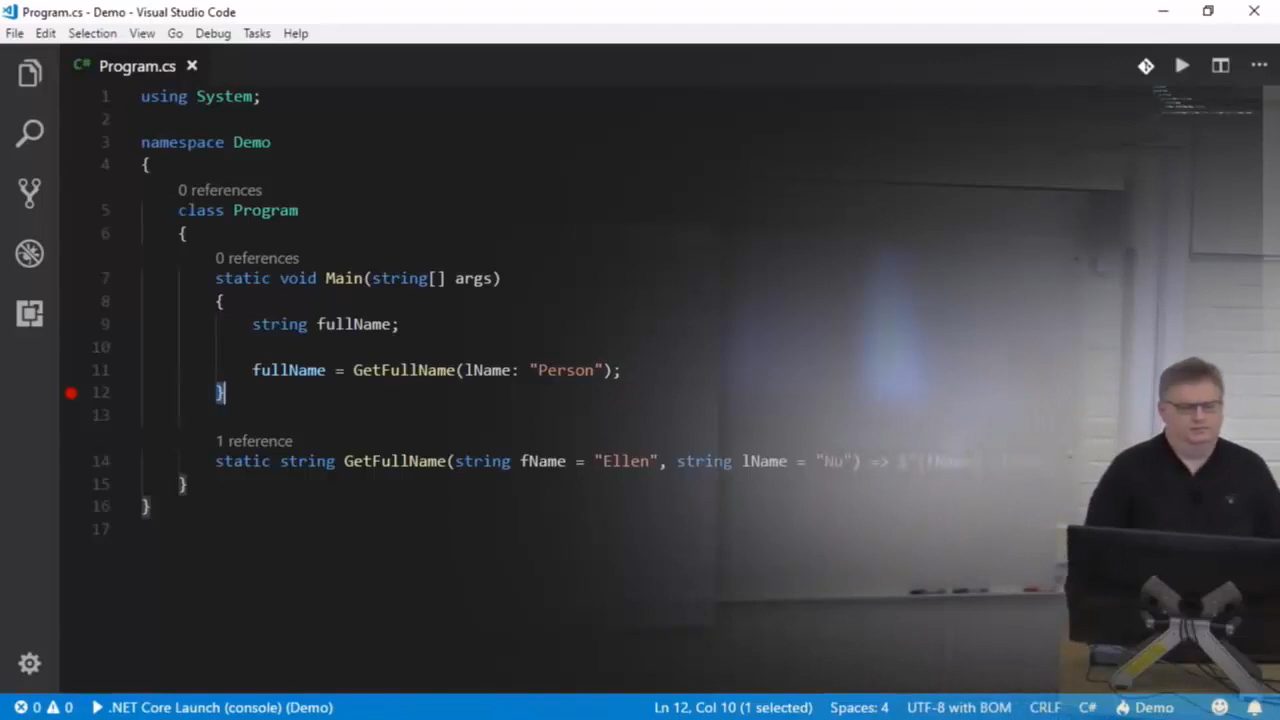 Program.cs - Demo - Visual Studio Code
File Edit Selection View Go Debug Tasks Help
C# Program.cs
1 using System;
2
3 namespace Demo
4 {
0 references
5 class Program
6 {
0 references
7 static void Main(string[] args)
8 {
9 string fullName;
10
11 fullName = GetFullName(lName: "Person");
12 }
13
1 reference
14 static string GetFullName(string fName = "Ellen", string lName = "Nu") =>
15 }
16 }
17
0 0 .NET Core Launch (console) (Demo) Ln 12, Col 10 (1 selected) Spaces: 4 UTF-8 with BOM CRLF C# Demo